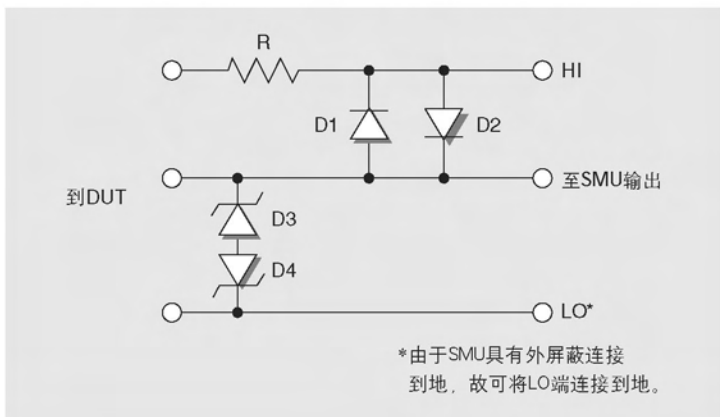 R
HI
D1
D2
到DUT
至SMU输出
D3
D4
LO*
*由于SMU具有外屏蔽连接
到地，故可将LO端连接到地。